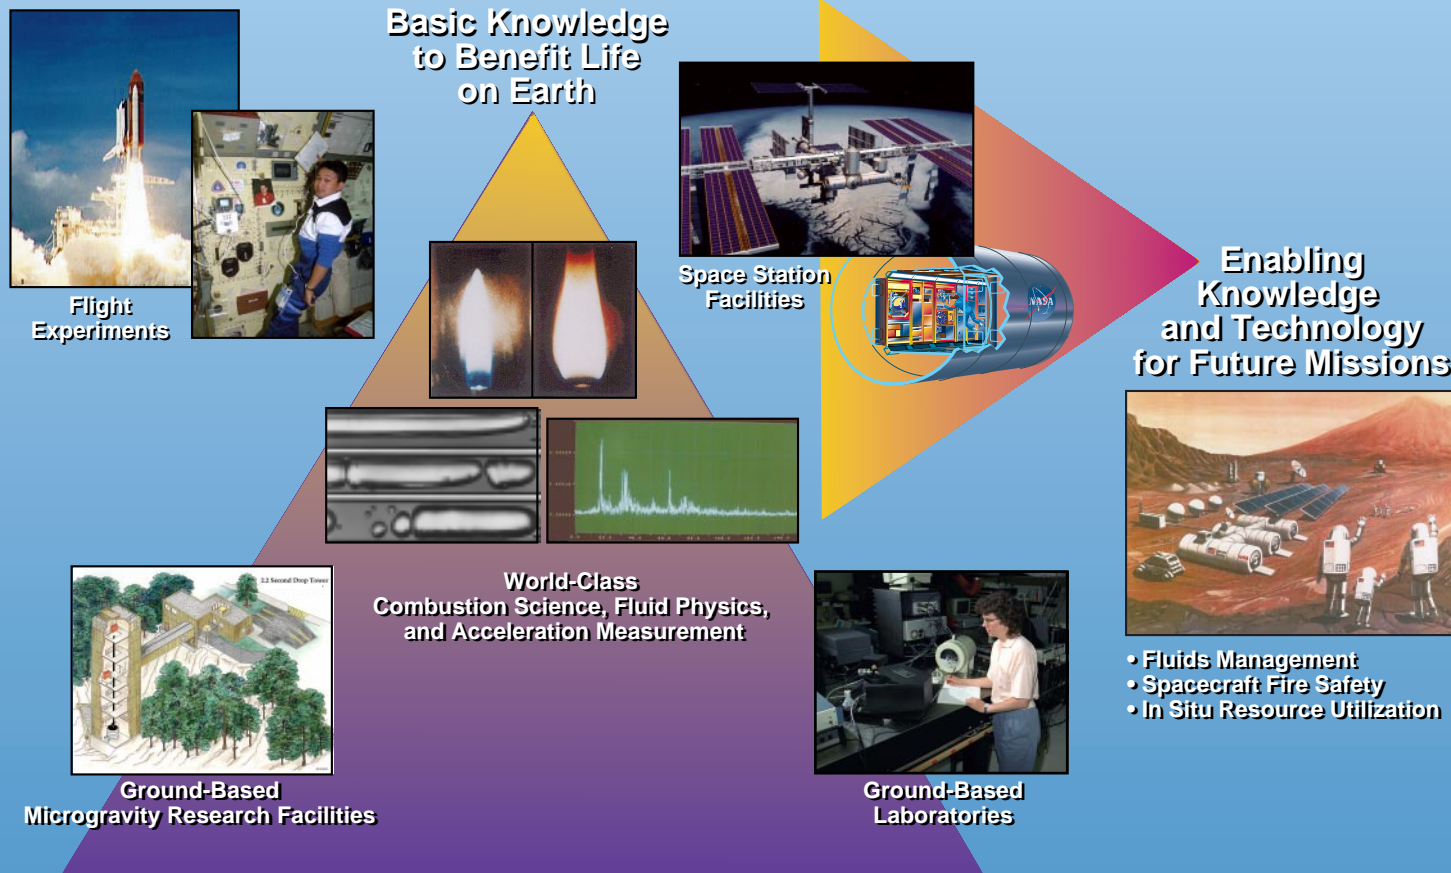 Basic Knowledge
to Benefit Life
on Earth
Flight
Experiments
Space Station
Facilities
NASA
Enabling
Knowledge
and Technology
for Future Missions
2.2 Second Drop Tower
World-Class
Combustion Science, Fluid Physics,
and Acceleration Measurement
• Fluids Management
• Spacecraft Fire Safety
• In Situ Resource Utilization
Ground-Based
Microgravity Research Facilities
Ground-Based
Laboratories